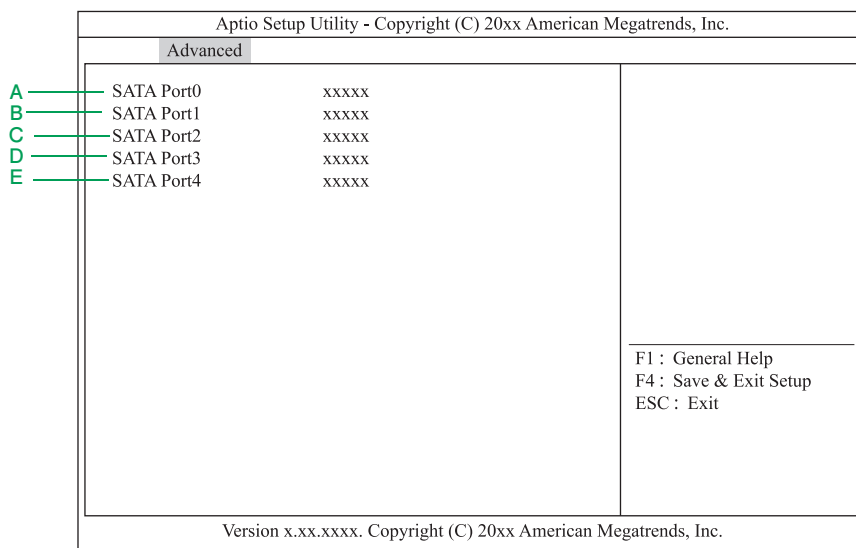 Aptio Setup Utility - Copyright (C) 20xx American Megatrends, Inc.
Advanced
A SATA Port0 xxxxx
B SATA Port1 xxxxx
C SATA Port2 xxxxx
D SATA Port3 xxxxx
E SATA Port4 xxxxx
F1 : General Help
F4 : Save & Exit Setup
ESC : Exit
Version x.xx.xxxx. Copyright (C) 20xx American Megatrends, Inc.